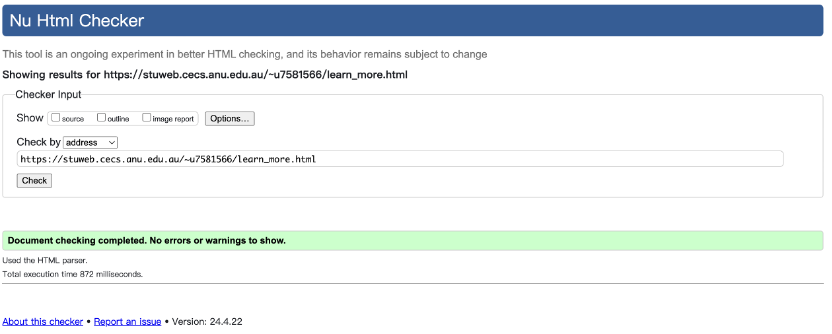 Nu Html Checker
This tool is an ongoing experiment in better HTML checking, and its behavior remains subject to change
Showing results for https://stuweb.cecs.anu.edu.au/~u7581566/learn_more.html
Checker Input
Show source outline image report Options...
Check by address
https://stuweb.cecs.anu.edu.au/~u7581566/learn_more.html
Check
Document checking completed. No errors or warnings to show.
Used the HTML parser.
Total execution time 872 milliseconds.
About this checker • Report an issue • Version: 24.4.22